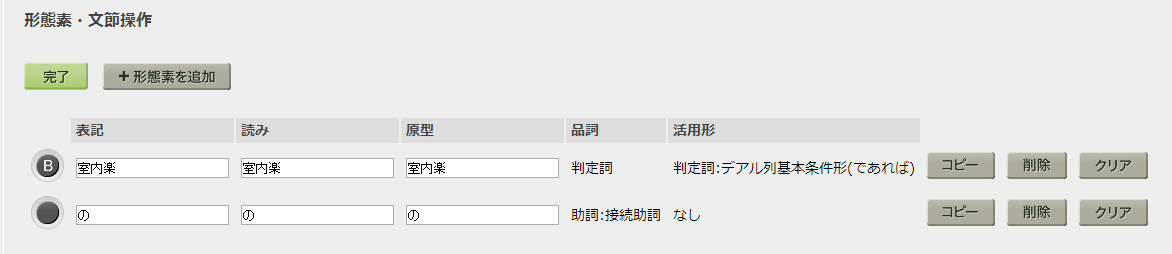 形態素・文節操作
完了 +形態素を追加
表記 読み 原型 品詞 活用形
B 室内楽 室内楽 室内楽 判定詞 判定詞:デアル列基本条件形(であれば) コピー 削除 クリア
の の の 助詞:接続助詞 なし コピー 削除 クリア